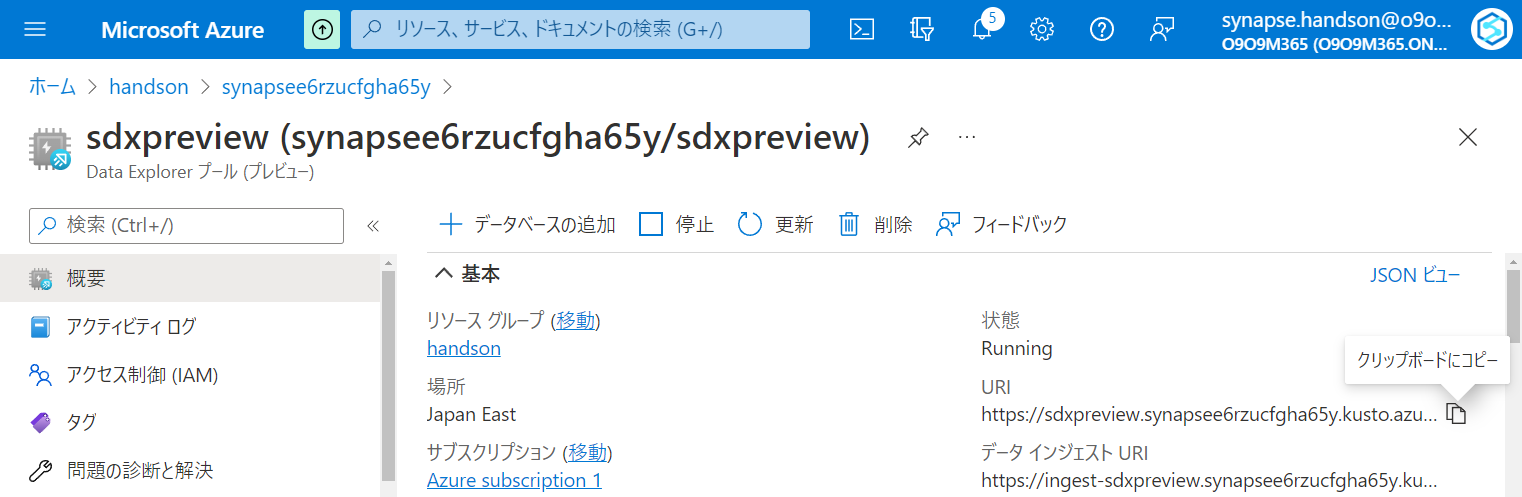 Microsoft Azure
リソース、サービス、ドキュメントの検索 (G+/)
5
synapse.handson@o9o...
O9O9M365 (O9O9M365.ON...
ホーム > handson > synapsee6rzucfgha65y >
sdxpreview (synapsee6rzucfgha65y/sdxpreview)
...
Data Explorer プール (プレビュー)
検索 (Ctrl+/)
«
データベースの追加
停止
更新
削除
フィードバック
概要
アクティビティ ログ
アクセス制御 (IAM)
タグ
問題の診断と解決
基本
JSON ビュー
リソース グループ (移動)
handson
場所
Japan East
サブスクリプション (移動)
Azure subscription 1
状態
Running
クリップボードにコピー
URI
https://sdxpreview.synapsee6rzucfgha65y.kusto.azu...
データ インジェスト URI
https://ingest-sdxpreview.synapsee6rzucfgha65y.ku...